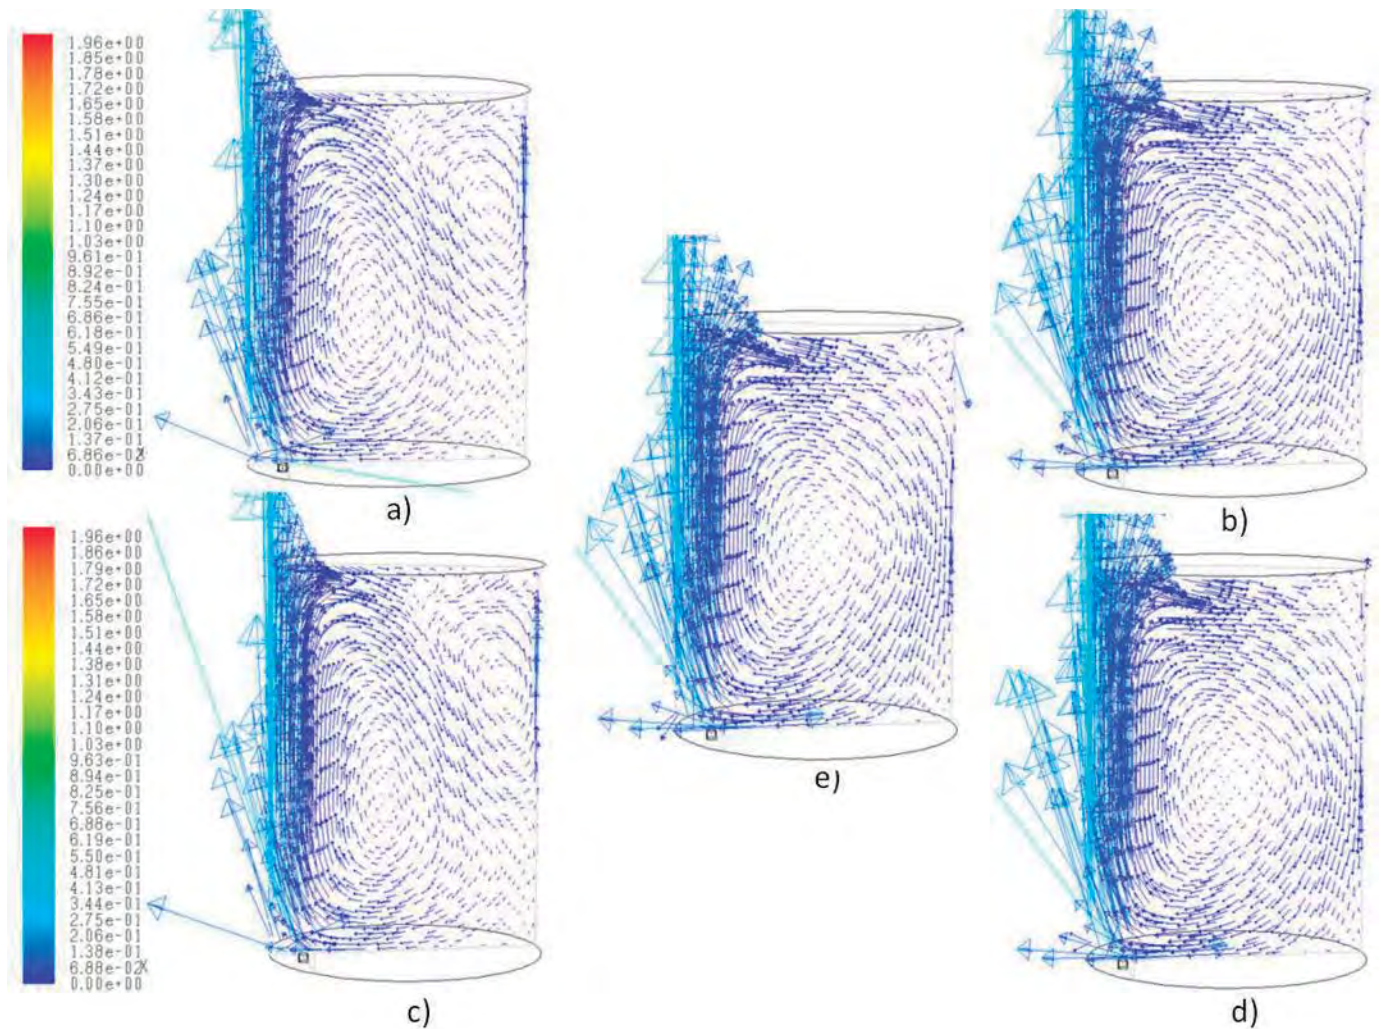 1.96e+00
1.85e+00
1.78e+00
1.72e+00
1.65e+00
1.58e+00
1.51e+00
1.44e+00
1.37e+00
1.30e+00
1.24e+00
1.17e+00
1.10e+00
1.03e+00
9.61e-01
8.92e-01
8.24e-01
7.55e-01
6.86e-01
6.18e-01
5.49e-01
4.80e-01
4.12e-01
3.43e-01
2.75e-01
2.06e-01
1.37e-01
6.86e-02
0.00e+00
a)
b)
1.96e+00
1.86e+00
1.79e+00
1.72e+00
1.65e+00
1.58e+00
1.51e+00
1.44e+00
1.38e+00
1.31e+00
1.24e+00
1.17e+00
1.10e+00
1.03e+00
9.63e-01
8.94e-01
8.25e-01
7.56e-01
6.88e-01
6.19e-01
5.50e-01
4.81e-01
4.13e-01
3.44e-01
2.75e-01
2.06e-01
1.38e-01
6.88e-02
0.00e+00
e)
c)
d)